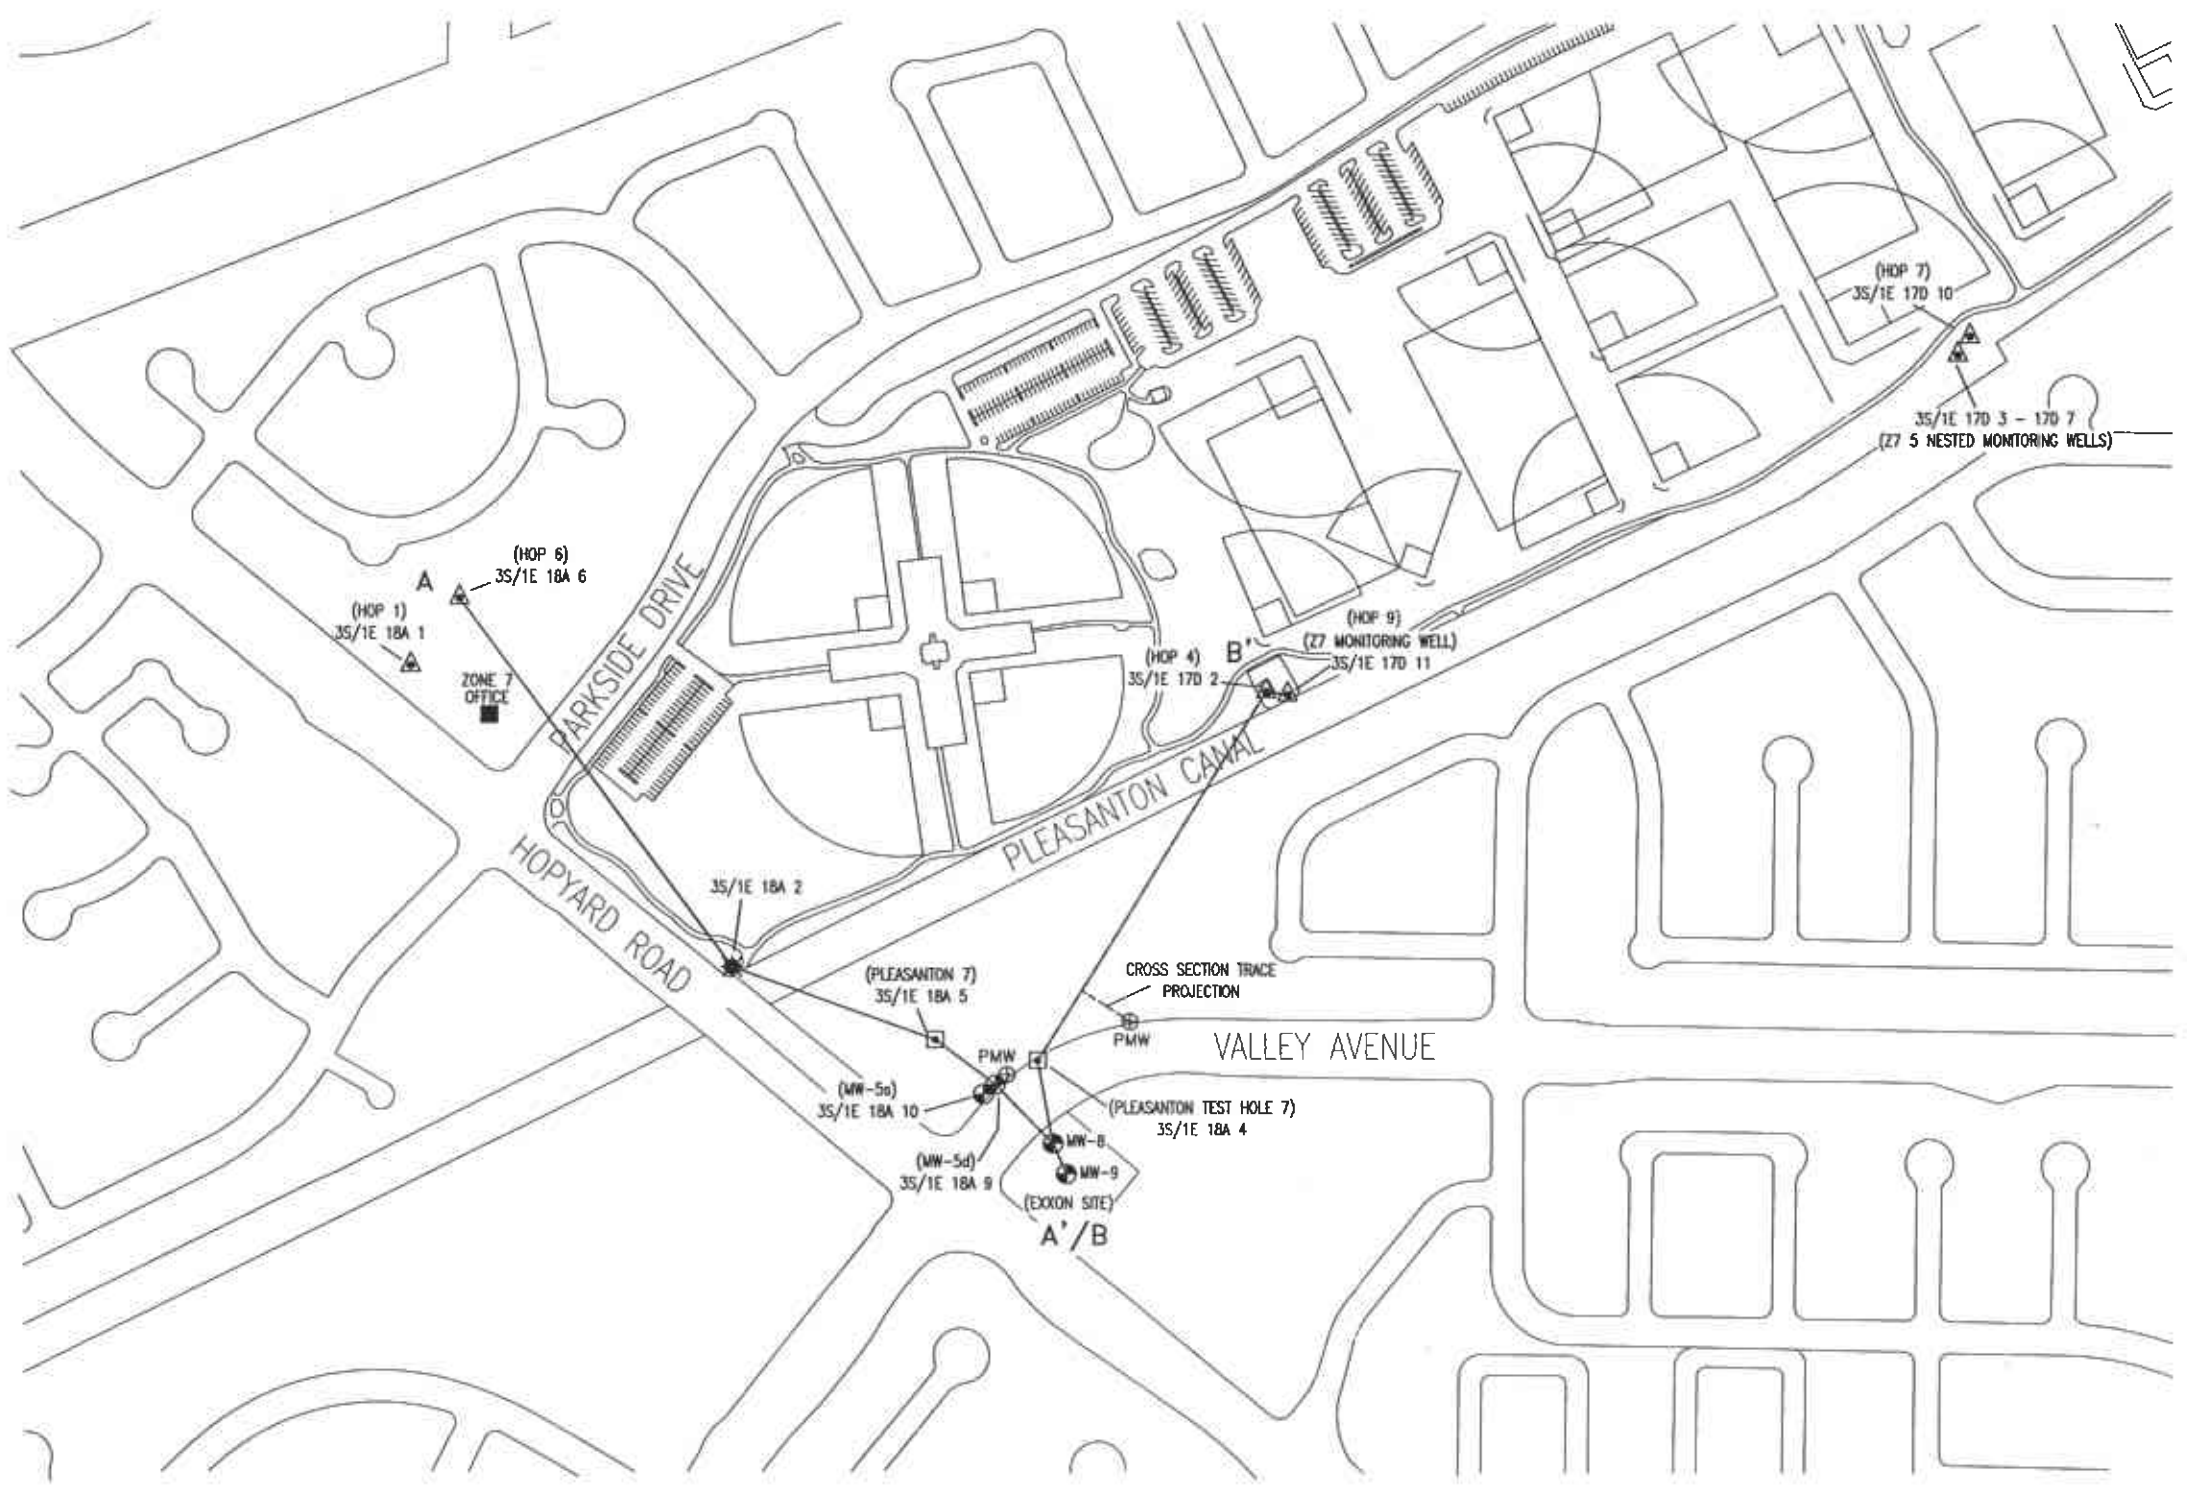 (HOP 7)
3S/1E 17D 10
3S/1E 17D 3 - 17D 7
(Z7 5 NESTED MONITORING WELLS)
(HOP 6)
3S/1E 18A 6
A
(HOP 1)
3S/1E 18A 1
ZONE 7
OFFICE
PARKSIDE DRIVE
(HOP 9)
(Z7 MONITORING WELL)
3S/1E 17D 11
B'
(HOP 4)
3S/1E 17D 2
PLEASANTON CANAL
HOPYARD ROAD
3S/1E 18A 2
(PLEASANTON 7)
3S/1E 18A 5
CROSS SECTION TRACE
PROJECTION
PMW
PMW
VALLEY AVENUE
(MW-5s)
3S/1E 18A 10
(PLEASANTON TEST HOLE 7)
3S/1E 18A 4
MW-8
(MW-5d)
3S/1E 18A 9
MW-9
(EXXON SITE)
A'/B